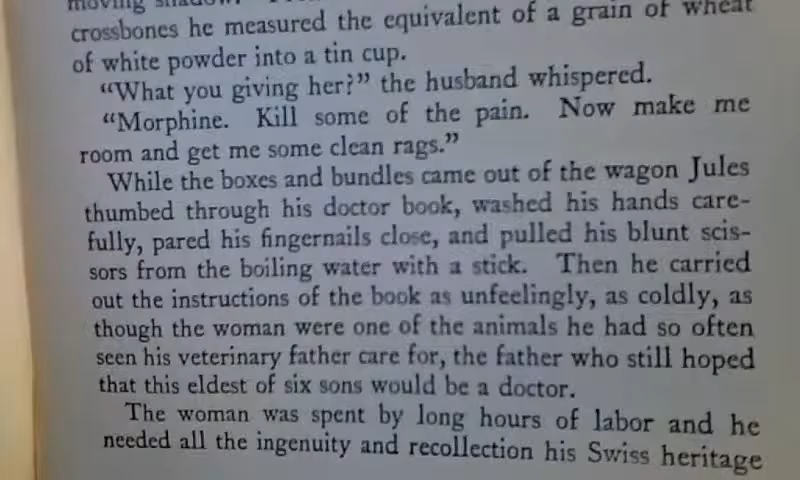 crossbones he measured the equivalent of a grain of wheat
of white powder into a tin cup.
“What you giving her?” the husband whispered.
“Morphine. Kill some of the pain. Now make me
room and get me some clean rags.”
While the boxes and bundles came out of the wagon Jules
thumbed through his doctor book, washed his hands care-
fully, pared his fingernails close, and pulled his blunt scis-
sors from the boiling water with a stick. Then he carried
out the instructions of the book as unfeelingly, as coldly, as
though the woman were one of the animals he had so often
seen his veterinary father care for, the father who still hoped
that this eldest of six sons would be a doctor.
The woman was spent by long hours of labor and he
needed all the ingenuity and recollection his Swiss heritage